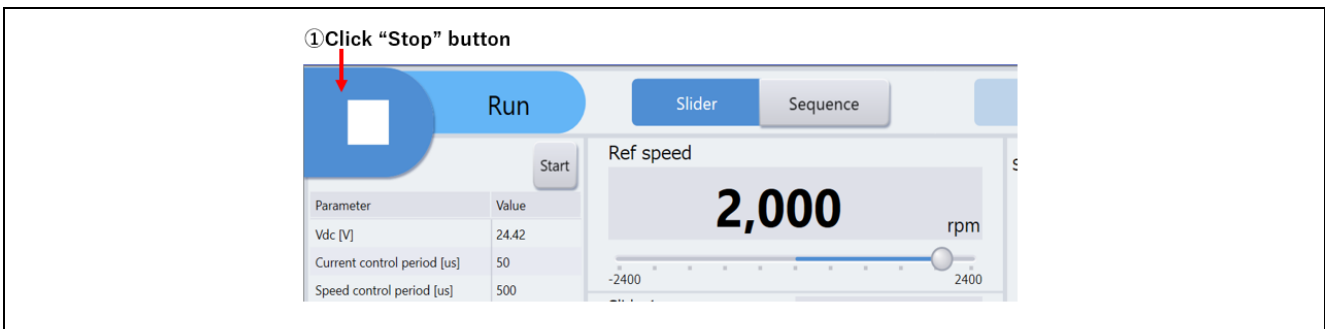 ①Click “Stop” button
Run
Slider
Sequence
Start
Ref speed
2,000
rpm
-2400
2400
Parameter Value
Vdc [V] 24.42
Current control period [us] 50
Speed control period [us] 500